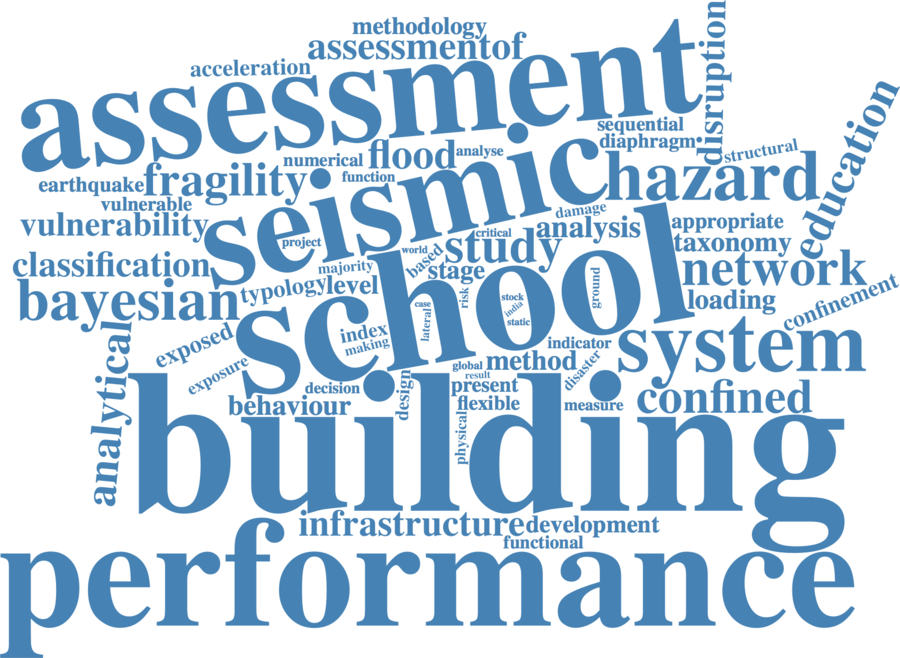 methodology
assessmentof
acceleration
assessment
disruption
sequential
diaphragm
structural
education
numerical
flood
analyse
earthquake
fragility
function
seismic
hazard
vulnerable
vulnerability
damage
critical
analysis
appropriate
project
world
study
taxonomy
classification
majority
based
stage
network
bayesian
typology
level
school
case
risk
stock
india
static
ground
loading
confinement
lateral
exposed
index
making
indicator
system
global
method
result
disaster
exposure
decision
design
present
analytical
behaviour
flexible
measure
confined
physical
building
infrastructure
development
functional
performance